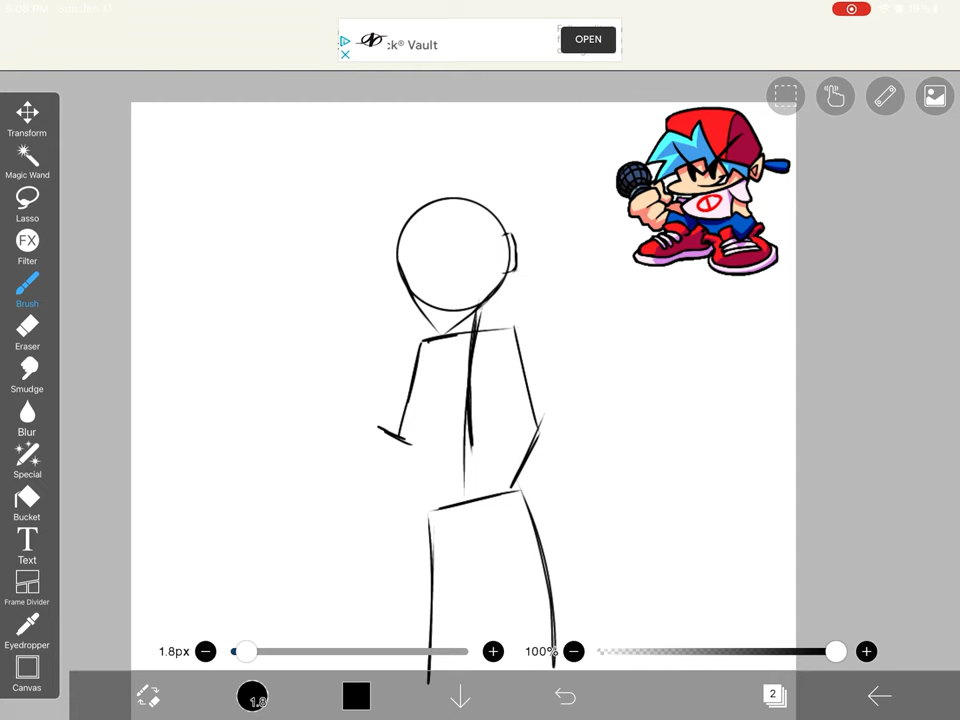 ck® Vault
OPEN
Transform
Magic Wand
Lasso
FX
Filter
Brush
Eraser
Smudge
Blur
Special
Bucket
T
Text
Frame Divider
Eyedropper
Canvas
1.8px
100%
1.8
2